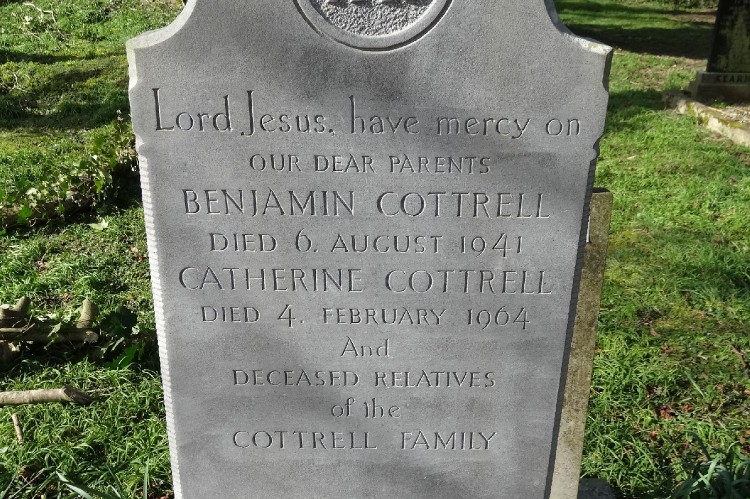 Lord Jesus, have mercy on
OUR DEAR PARENTS
BENJAMIN COTTRELL
DIED 6. AUGUST 1941
CATHERINE COTTRELL
DIED 4. FEBRUARY 1964
And
DECEASED RELATIVES
of the
COTTRELL FAMILY